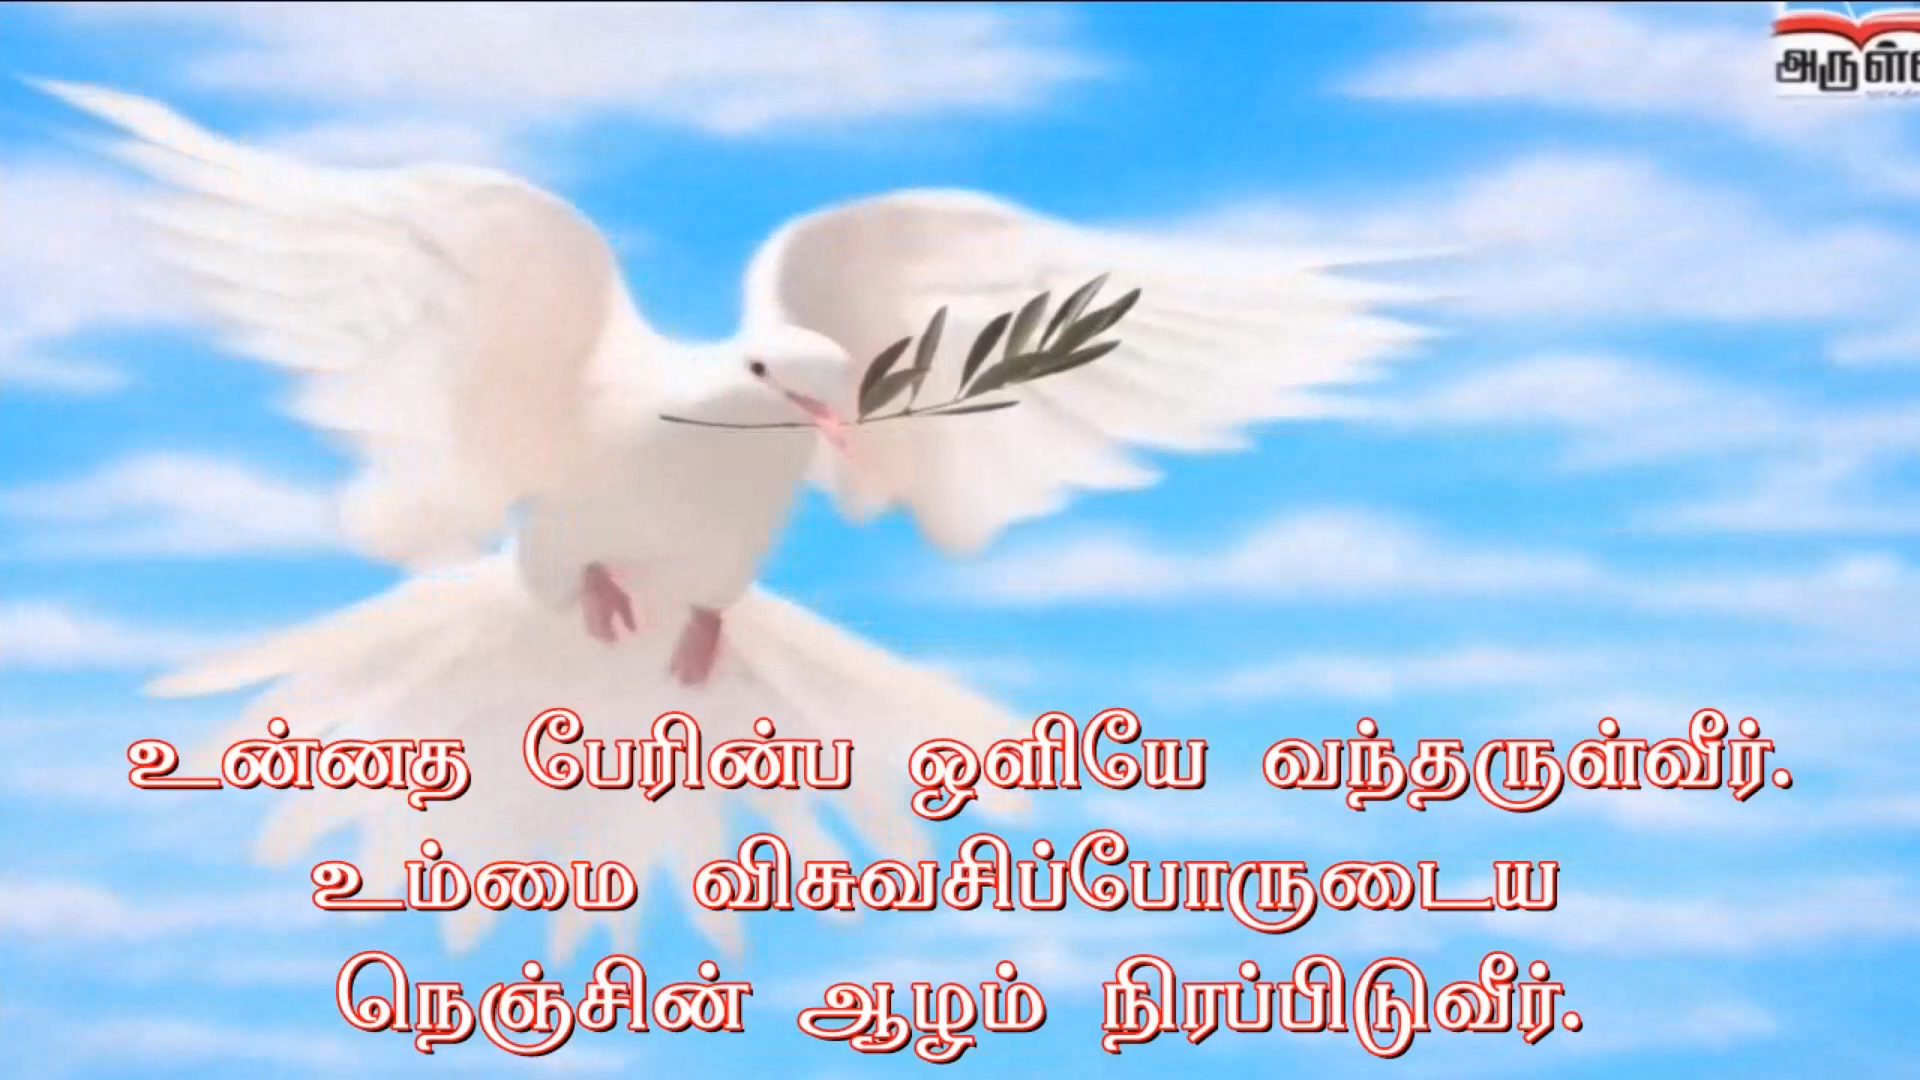 உன்னத பேரின்ப ஒளியே வந்தருள்வீர்.
உம்மை விசுவசிப்போருடைய
நெஞ்சின் ஆழம் நிரப்பிடுவீர்.